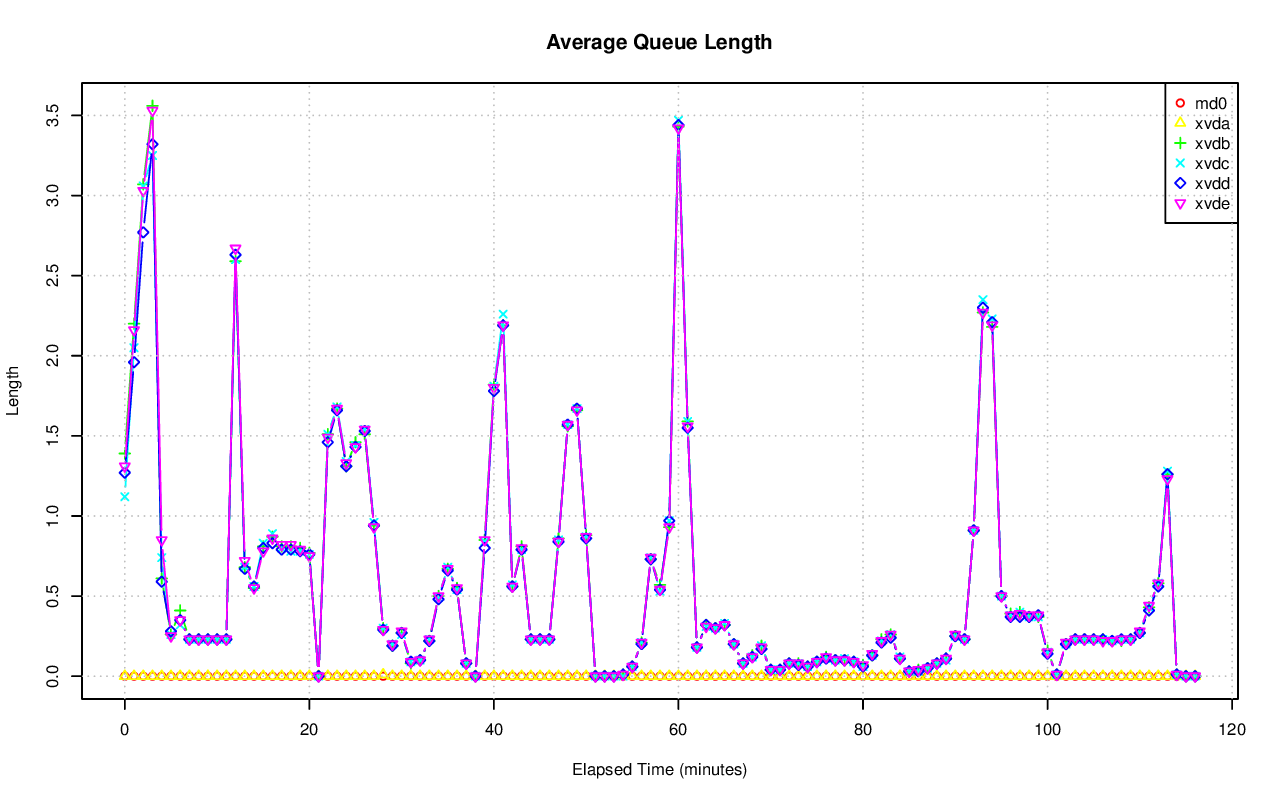 Average Queue Length
Length
3.5
3.0
2.5
2.0
1.5
1.0
0.5
0.0
md0
xvda
xvdb
xvdc
xvdd
xvde
0 20 40 60 80 100 120
Elapsed Time (minutes)